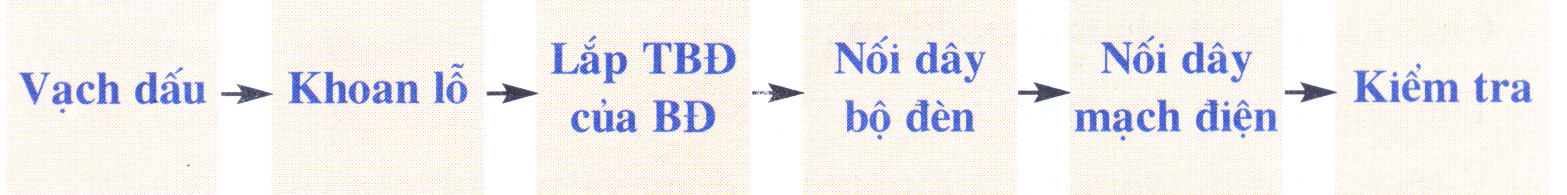 Vạch dấu
Khoan lỗ
Lắp TBĐ
của BĐ
Nối dây
bộ đèn
Nối dây
mạch điện
Kiểm tra